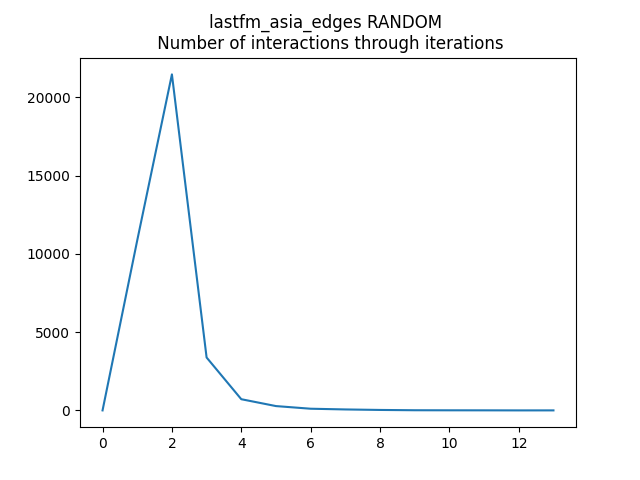 lastfm_asia_edges RANDOM
Number of interactions through iterations
20000
15000
10000
5000
0
0 2 4 6 8 10 12